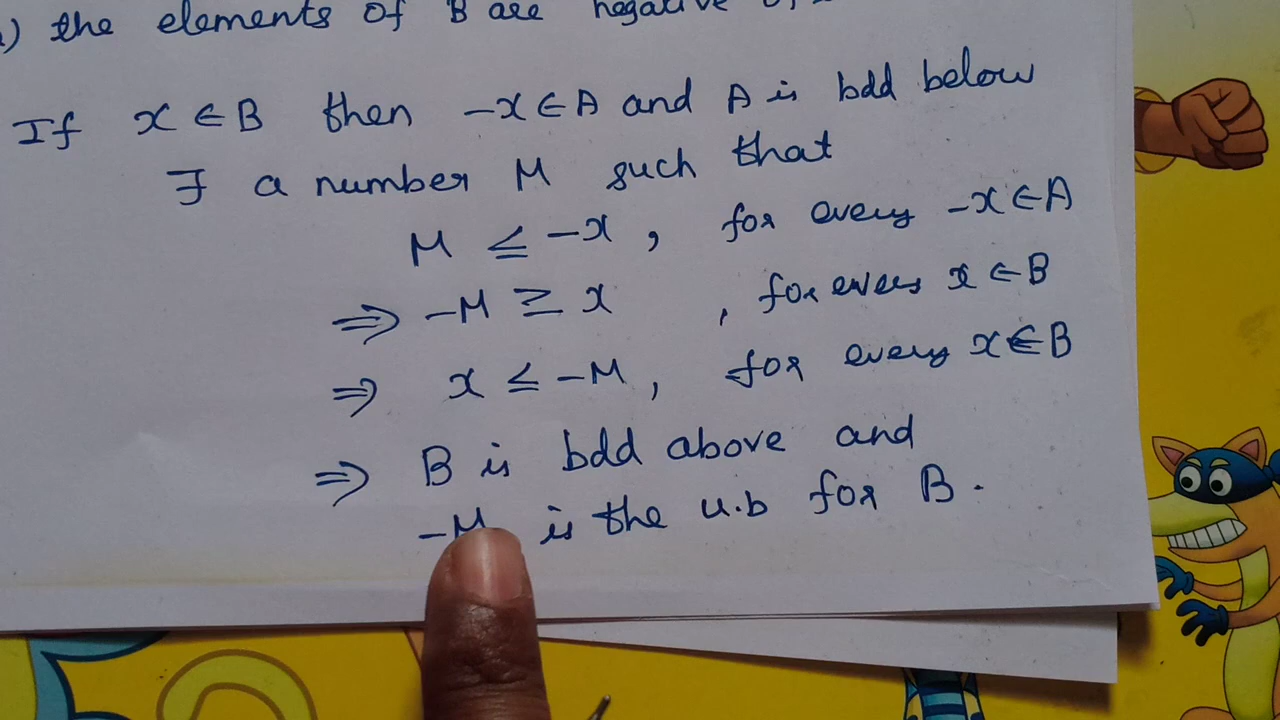 ) the elements of B are negative
If x ∈ B then -x ∈ A and A is bdd below
∃ a number M such that
M ≤ -x , for every -x ∈ A
⇒ -M ≥ x , for every x ∈ B
⇒ x ≤ -M , for every x ∈ B
⇒ B is bdd above and
-M is the u.b for B .